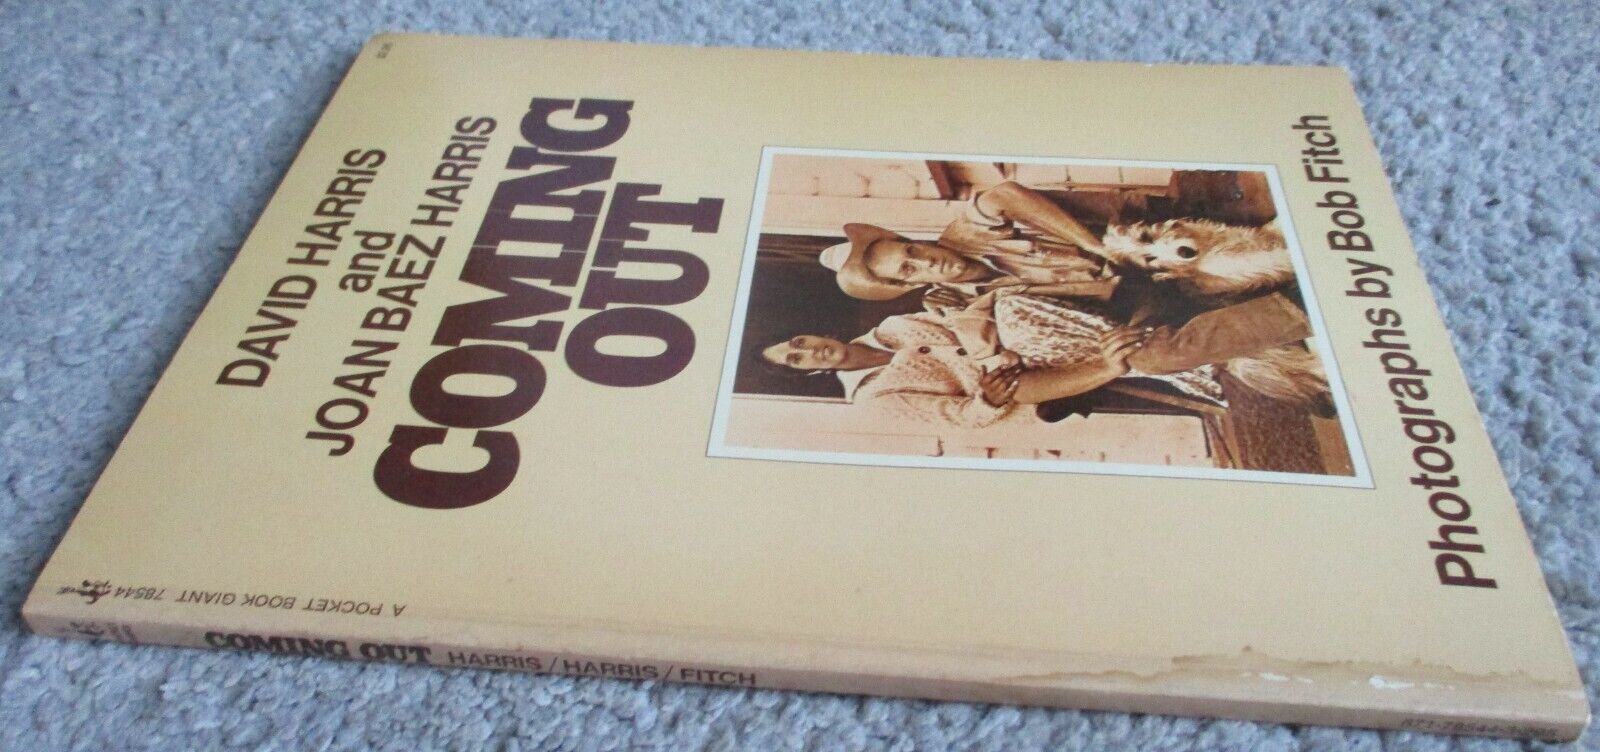 DAVID HARRIS
and
JOAN BAEZ HARRIS
COMING
OUT
Photographs by Bob Fitch
A POCKET BOOK GIANT 78544
COMING OUT HARRIS/HARRIS/FITCH